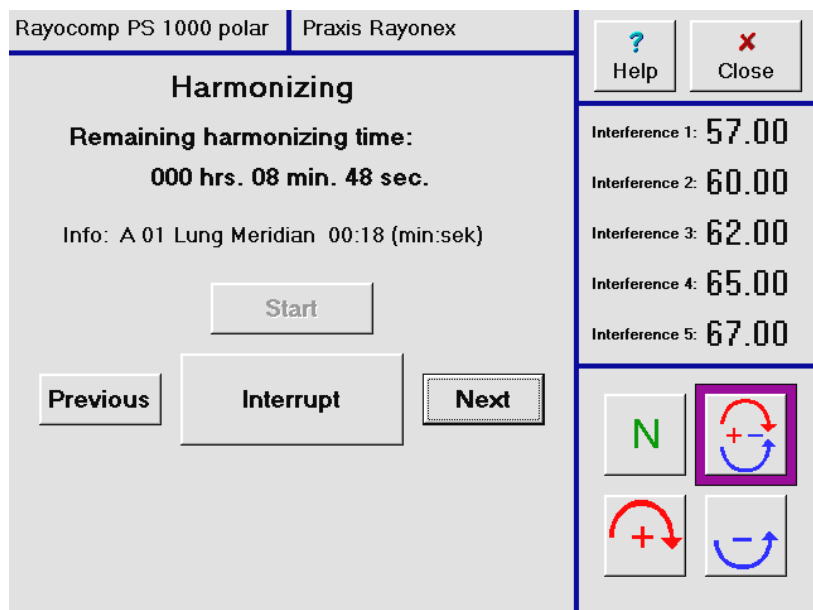 Rayocomp PS 1000 polar
Praxis Rayonex
? Help
✗ Close
Harmonizing
Remaining harmonizing time:
000 hrs. 08 min. 48 sec.
Info: A 01 Lung Meridian 00:18 (min:sek)
Start
Previous
Interrupt
Next
Interference 1: 57.00
Interference 2: 60.00
Interference 3: 62.00
Interference 4: 65.00
Interference 5: 67.00
N
+ −
+
−